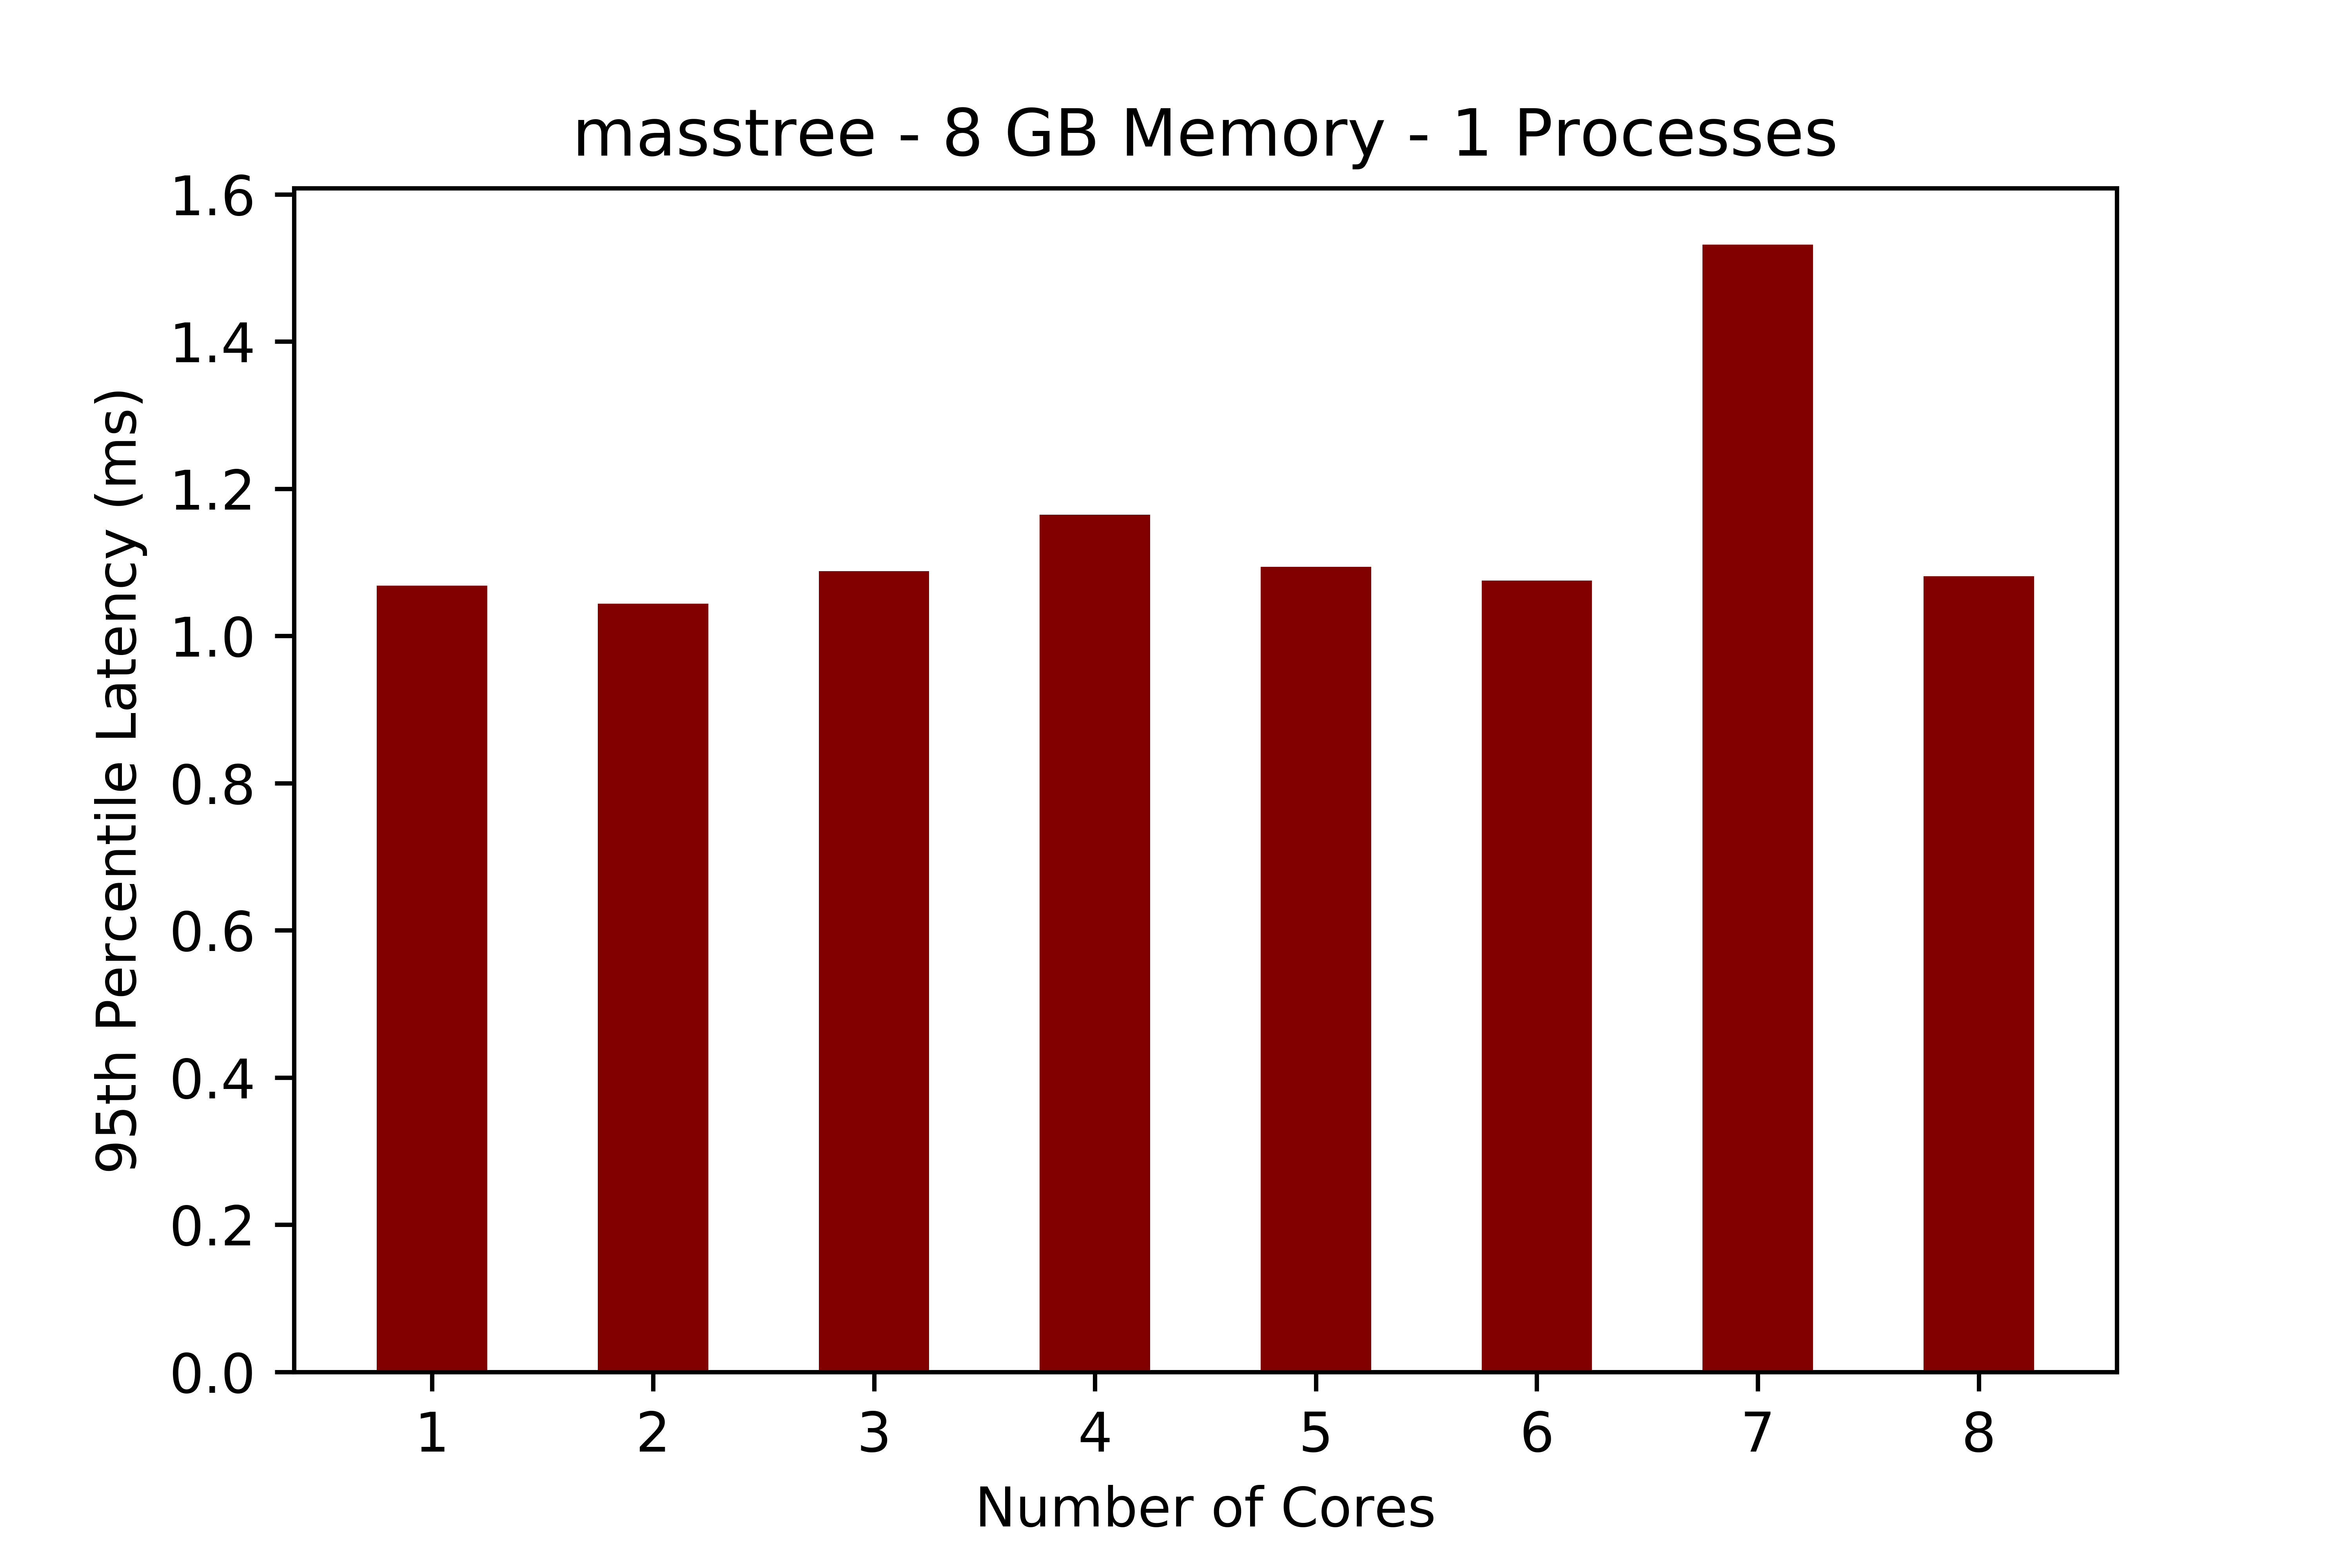 masstree - 8 GB Memory - 1 Processes
95th Percentile Latency (ms)
1.6
1.4
1.2
1.0
0.8
0.6
0.4
0.2
0.0
1 2 3 4 5 6 7 8
Number of Cores